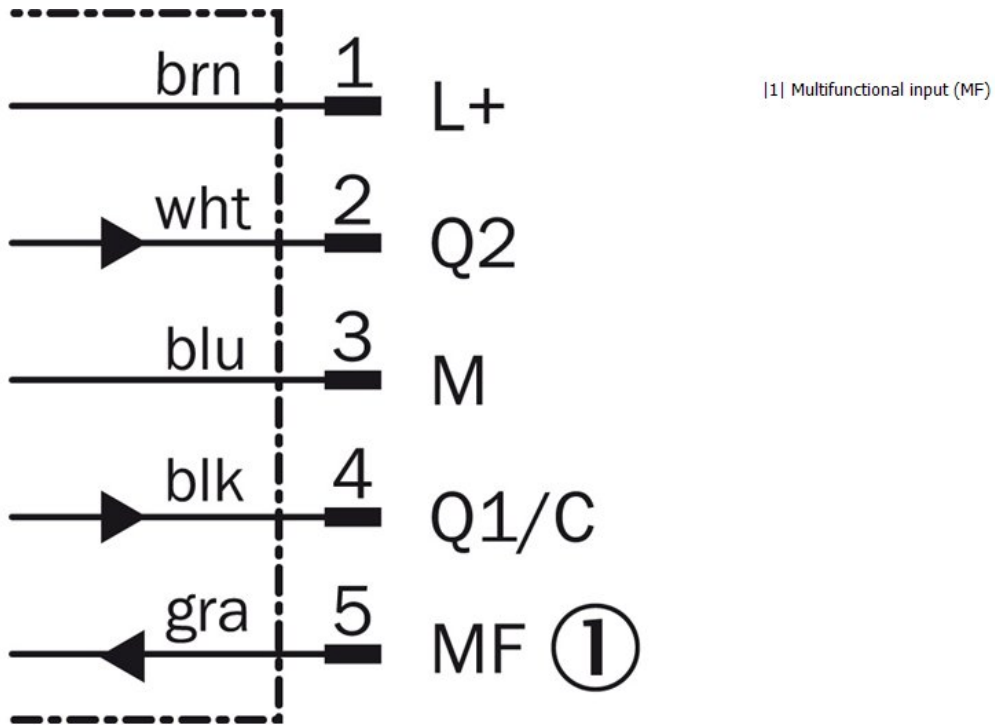 brn 1 L+
|1| Multifunctional input (MF)
wht 2 Q2
blu 3 M
blk 4 Q1/C
gra 5 MF 1